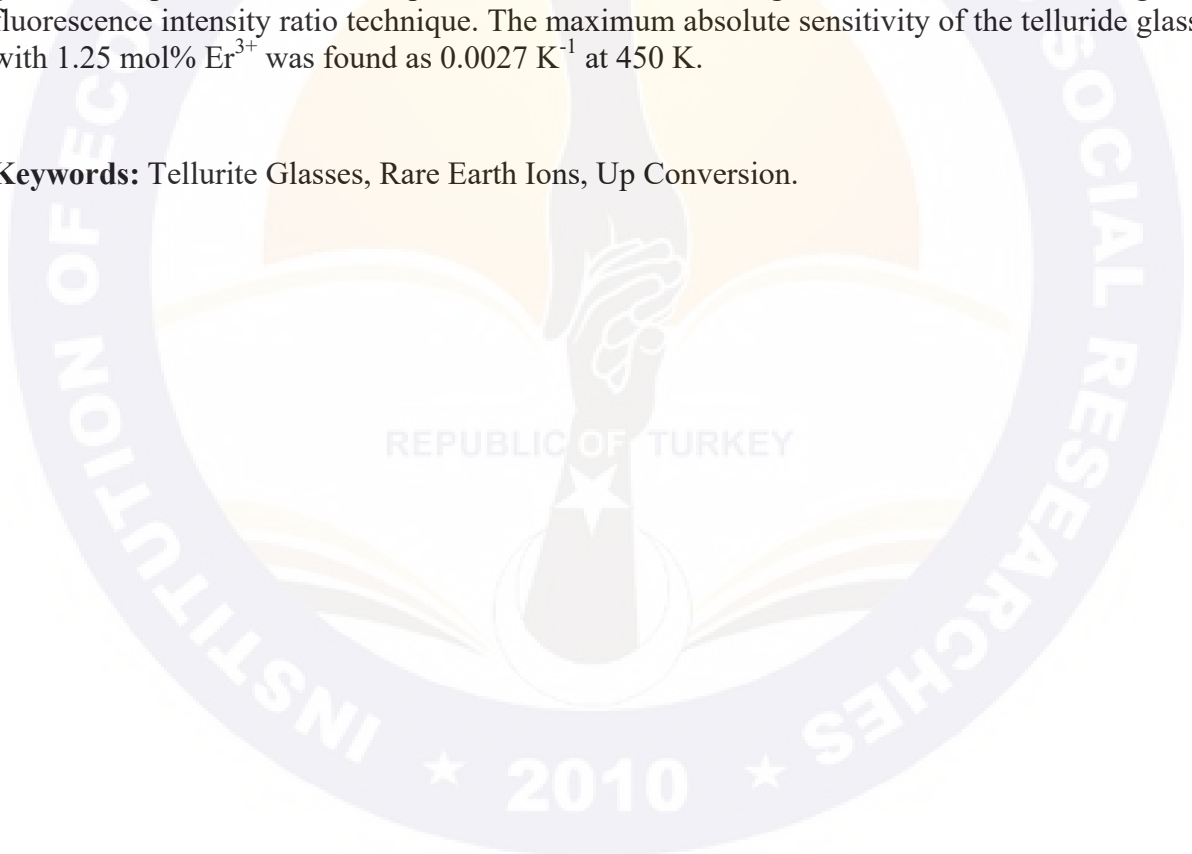 fluorescence intensity ratio technique. The maximum absolute sensitivity of the telluride glass
with 1.25 mol% Er³⁺ was found as 0.0027 K⁻¹ at 450 K.
Keywords: Tellurite Glasses, Rare Earth Ions, Up Conversion.
REPUBLIC OF TURKEY
INSTITUTION OF EC
SOCIAL RESEARCHES
★ 2010 ★